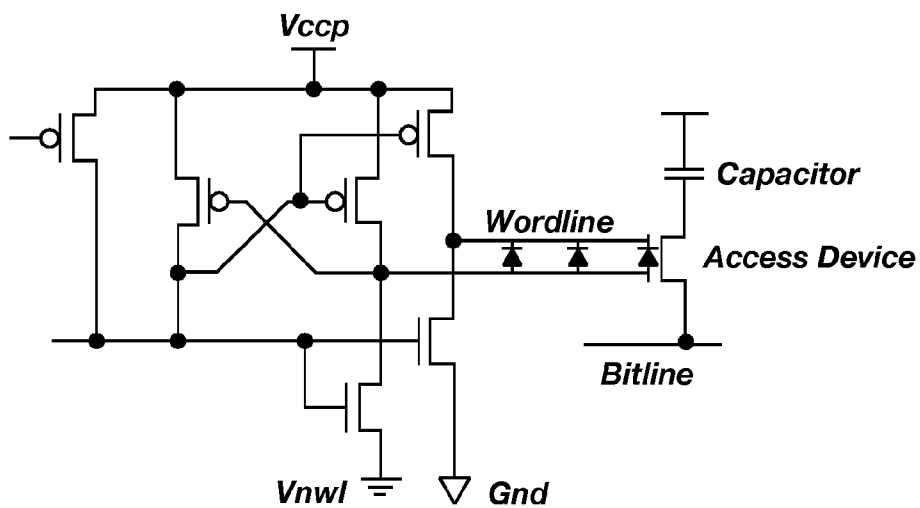 Vccp
Capacitor
Wordline
Access Device
Bitline
Vnwl
Gnd